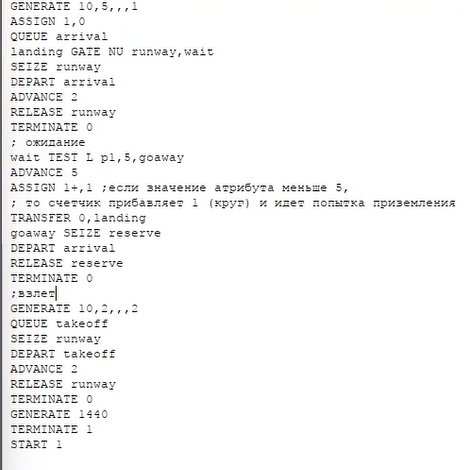 GENERATE 10,5,,,1
ASSIGN 1,0
QUEUE arrival
landing GATE NU runway,wait
SEIZE runway
DEPART arrival
ADVANCE 2
RELEASE runway
TERMINATE 0
; ожидание
wait TEST L p1,5,goaway
ADVANCE 5
ASSIGN 1+,1 ;если значение атрибута меньше 5,
; то счетчик прибавляет 1 (круг) и идет попытка приземления
TRANSFER 0,landing
goaway SEIZE reserve
DEPART arrival
RELEASE reserve
TERMINATE 0
;взлет
GENERATE 10,2,,,2
QUEUE takeoff
SEIZE runway
DEPART takeoff
ADVANCE 2
RELEASE runway
TERMINATE 0
GENERATE 1440
TERMINATE 1
START 1